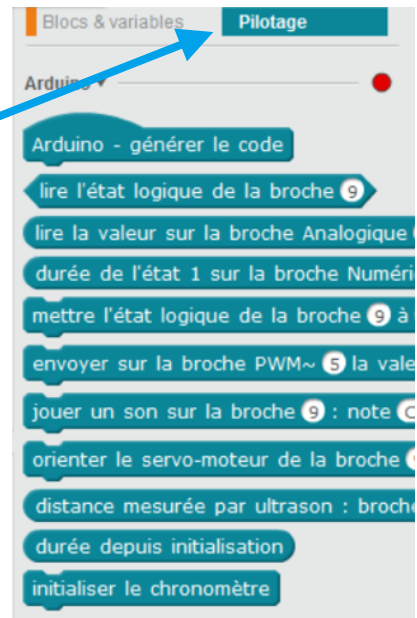 Blocs & variables
Pilotage
Arduino
Arduino - générer le code
lire l'état logique de la broche 9
lire la valeur sur la broche Analogique
durée de l'état 1 sur la broche
mettre l'état logique de la broche 9 à
envoyer sur la broche PWM~ 5 la
jouer un son sur la broche 9 : note
orienter le servo-moteur de la broche
distance mesurée par ultrason :
durée depuis initialisation
initialiser le chronomètre